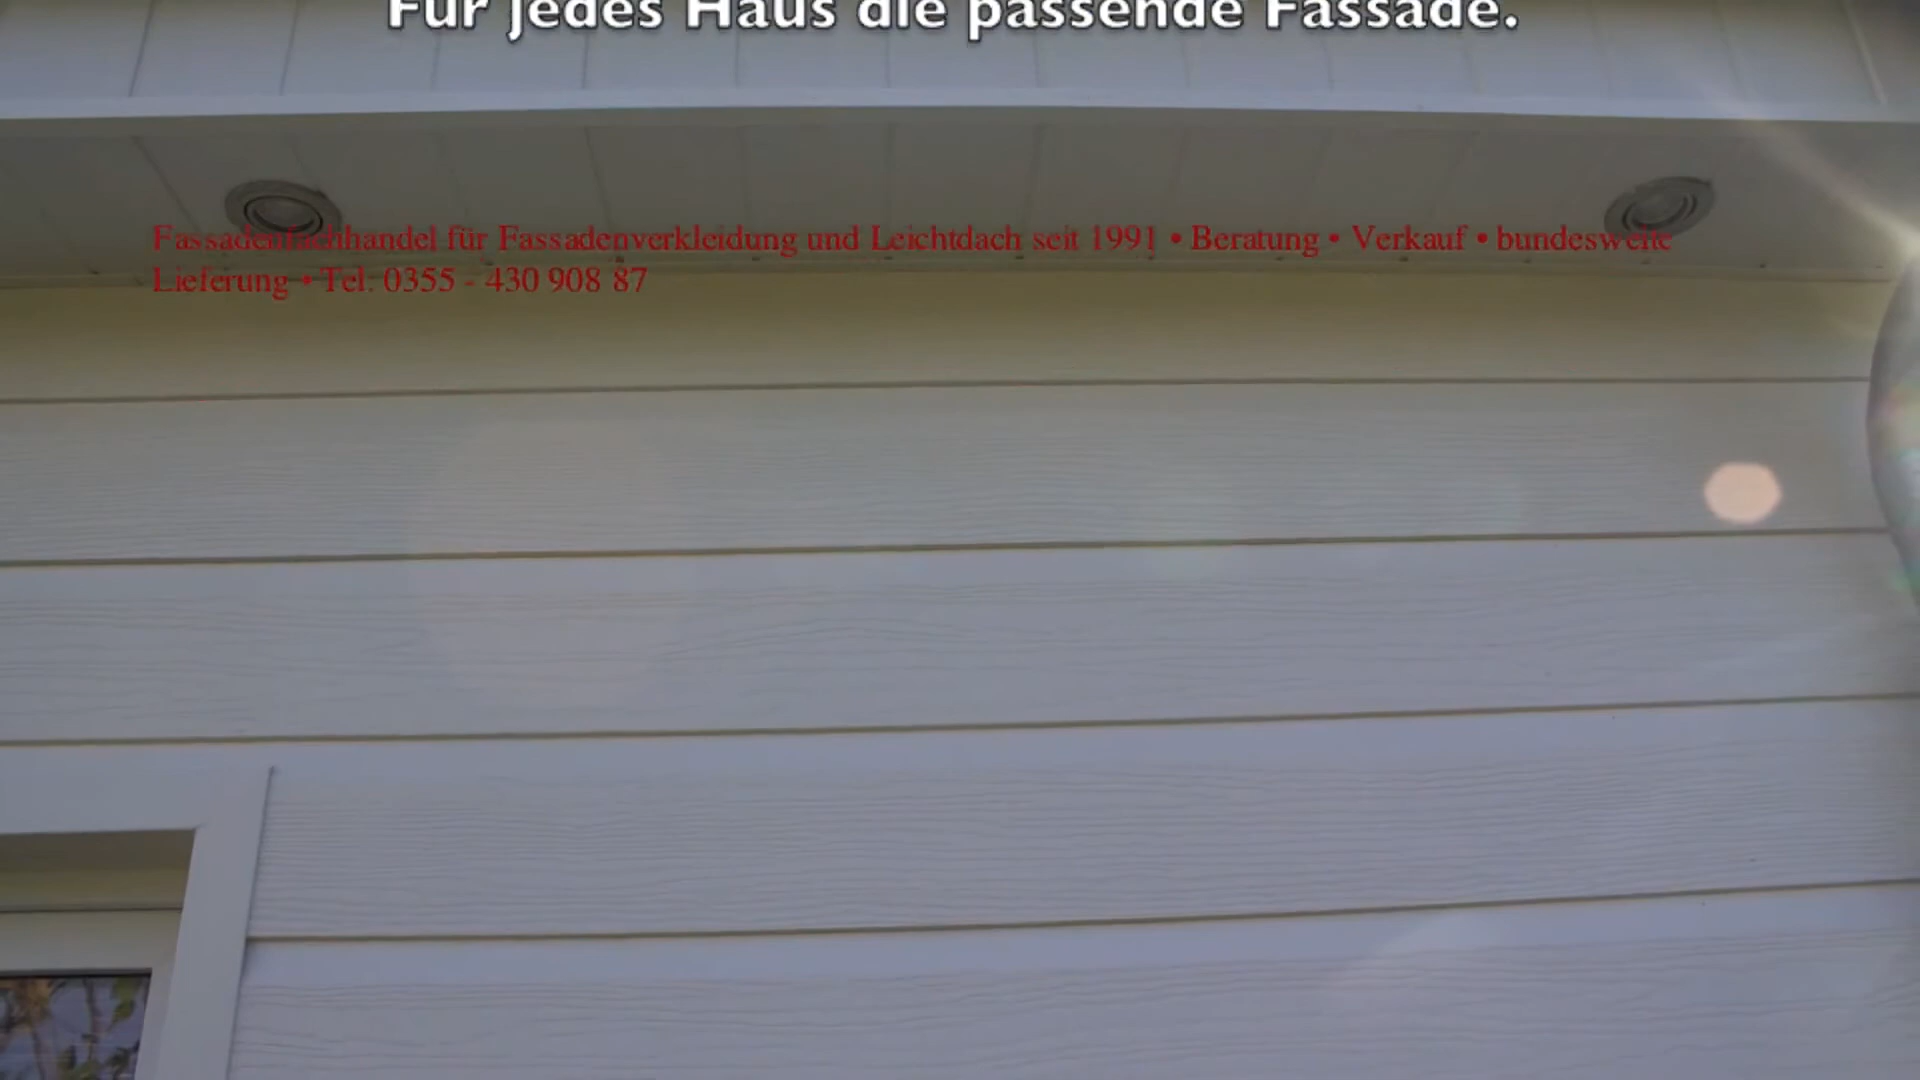 Für jedes Haus die passende Fassade.
Fassadenfachhandel für Fassadenverkleidung und Leichtdach seit 1991 • Beratung • Verkauf • bundesweite
Lieferung • Tel: 0355 - 430 908 87